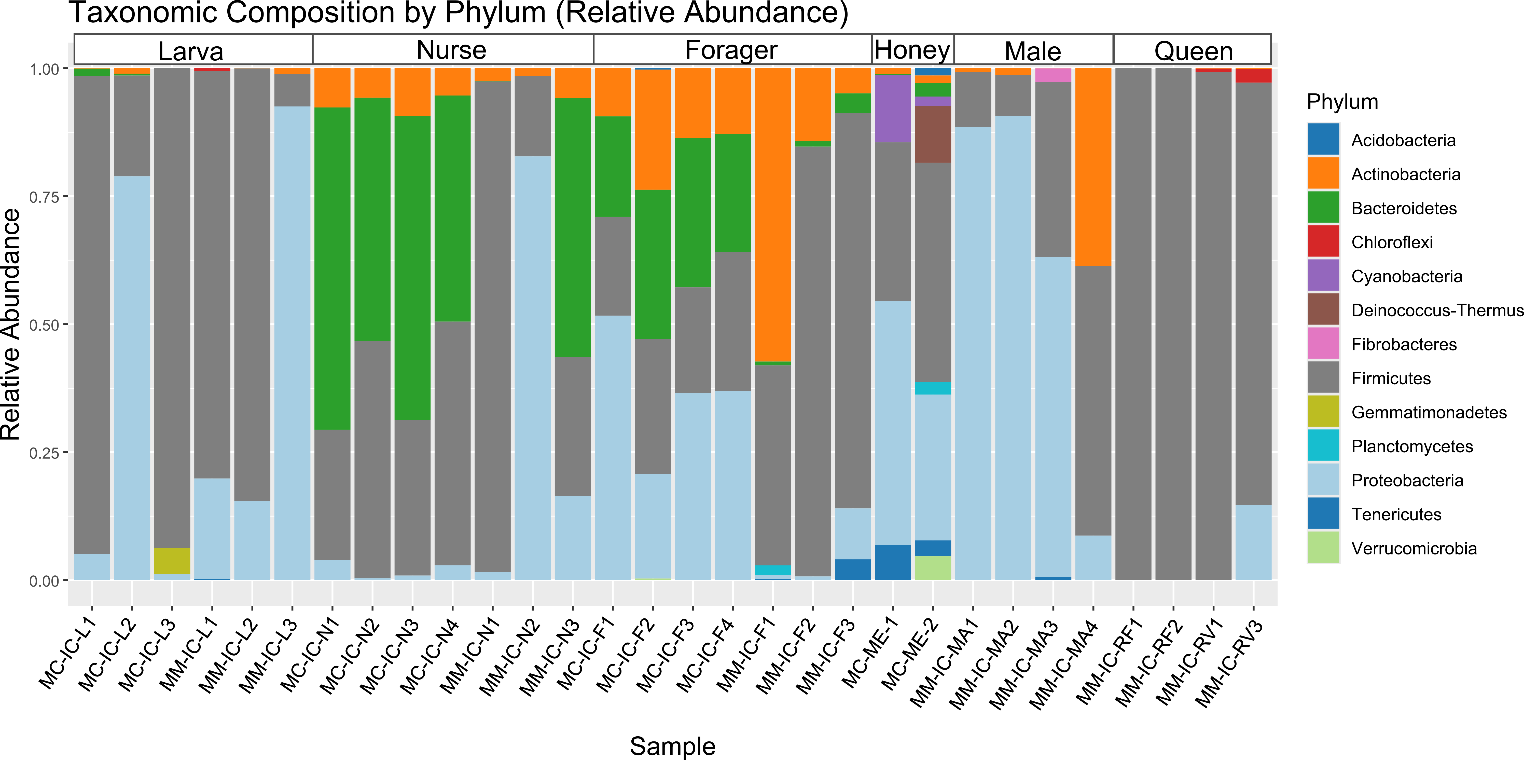 Taxonomic Composition by Phylum (Relative Abundance)
Larva Nurse Forager Honey Male Queen
Relative Abundance
1.00
0.75
0.50
0.25
0.00
MC-IC-L1 MC-IC-L2 MC-IC-L3 MM-IC-L1 MM-IC-L2 MM-IC-L3 MC-IC-N1 MC-IC-N2 MC-IC-N3 MC-IC-N4 MM-IC-N1 MM-IC-N2 MM-IC-N3 MC-IC-F1 MC-IC-F2 MC-IC-F3 MC-IC-F4 MM-IC-F1 MM-IC-F2 MM-IC-F3 MC-ME-1 MC-ME-2 MM-IC-MA1 MM-IC-MA2 MM-IC-MA3 MM-IC-MA4 MM-IC-RF1 MM-IC-RF2 MM-IC-RV1 MM-IC-RV3
Sample
Phylum
Acidobacteria
Actinobacteria
Bacteroidetes
Chloroflexi
Cyanobacteria
Deinococcus-Thermus
Fibrobacteres
Firmicutes
Gemmatimonadetes
Planctomycetes
Proteobacteria
Tenericutes
Verrucomicrobia